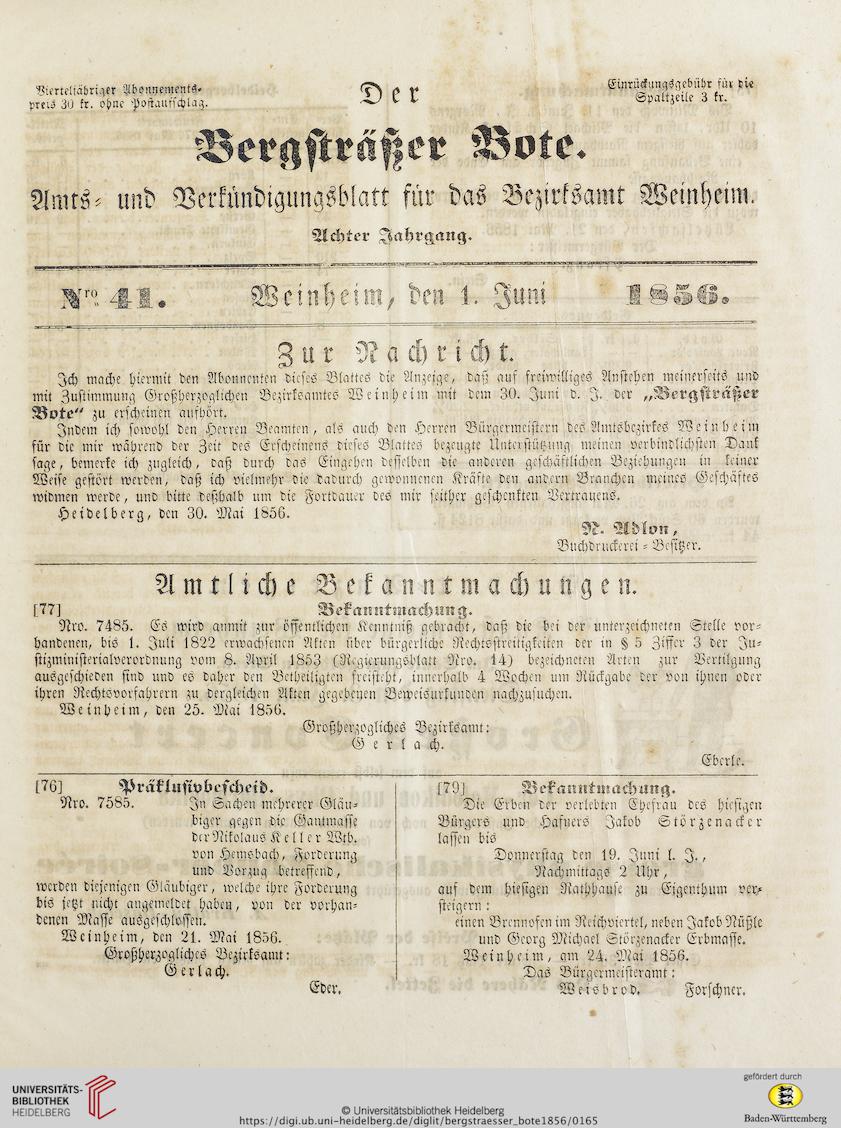 Vierteljähriger Abonnements-
preis 30 kr. ohne Postaufschlag.
Der
Einrückungsgebühr für die
Spaltzeile 3 kr.
Bergsträßer Bote.
Amts- und Verkündigungsblatt für das Bezirksamt Weinheim.
Achter Jahrgang.
Nro. 41.
Weinheim, den 1. Juni
1856.
Zur Nachricht.
Ich mache hiermit den Abonnenten dieses Blattes die Anzeige, daß auf freiwilliges Anstehen meinerseits und
mit Zustimmung Großherzoglichen Bezirksamtes Weinheim mit dem 30. Juni d. J. der „Bergsträßer
Bote“ zu erscheinen aufhört.
Indem ich sowohl den Herren Beamten, als auch den Herren Bürgermeistern des Amtsbezirkes Weinheim
für die mir während der Zeit des Erscheinens dieses Blattes bezeugte Unterstützung meinen verbindlichsten Dank
sage, bemerke ich zugleich, daß durch das Eingehen desselben die anderen geschäftlichen Beziehungen in keiner
Weise gestört werden, daß ich vielmehr die dadurch gewonnenen Kräfte den andern Branchen meines Geschäftes
widmen werde, und bitte deßhalb um die Fortdauer des mir seither geschenkten Vertrauens.
Heidelberg, den 30. Mai 1856.
N. Adlon,
Buchdruckerei-Besitzer.
Amtliche Bekanntmachungen.
[77]
Bekanntmachung.
Nro. 7485. Es wird anmit zur öffentlichen Kenntniß gebracht, daß die bei der unterzeichneten Stelle vor-
handenen, bis 1. Juli 1822 erwachsenen Akten über bürgerliche Rechtsstreitigkeiten der in § 5 Ziffer 3 der Ju-
stizministerialverordnung vom 8. April 1853 (Regierungsblatt Nro. 14) bezeichneten Arten zur Vertilgung
ausgeschieden sind und es daher den Betheiligten freisteht, innerhalb 4 Wochen um Rückgabe der von ihnen oder
ihren Rechtsvorfahrern zu dergleichen Akten gegebenen Beweisurkunden nachzusuchen.
Weinheim, den 25. Mai 1856.
Großherzogliches Bezirksamt:
Gerlach.
Eberle.
[76]
Präklusivbescheid.
Nro. 7585. In Sachen mehrerer Gläu-
biger gegen die Gantmasse
der Nikolaus Keller Wtb.
von Hemsbach, Forderung
und Vorzug betreffend,
werden diejenigen Gläubiger, welche ihre Forderung
bis jetzt nicht angemeldet haben, von der vorhan-
denen Masse ausgeschlossen.
Weinheim, den 21. Mai 1856.
Großherzogliches Bezirksamt:
Gerlach.
Eder.
[79]
Bekanntmachung.
Die Erben der verlebten Ehefrau des hiesigen
Bürgers und Hafners Jakob Störzenacker
lassen bis
Donnerstag den 19. Juni l. J.,
Nachmittags 2 Uhr,
auf dem hiesigen Rathhause zu Eigenthum ver-
steigern:
einen Brennofen im Reichviertel, neben Jakob Nüßle
und Georg Michael Störzenacker Erbmasse.
Weinheim, am 24. Mai 1856.
Das Bürgermeisteramt:
Weisbrod. Forschner.
UNIVERSITÄTS-
BIBLIOTHEK
HEIDELBERG
© Universitätsbibliothek Heidelberg
https://digi.ub.uni-heidelberg.de/diglit/bergstraesser_bote1856/0165
gefördert durch
Baden-Württemberg